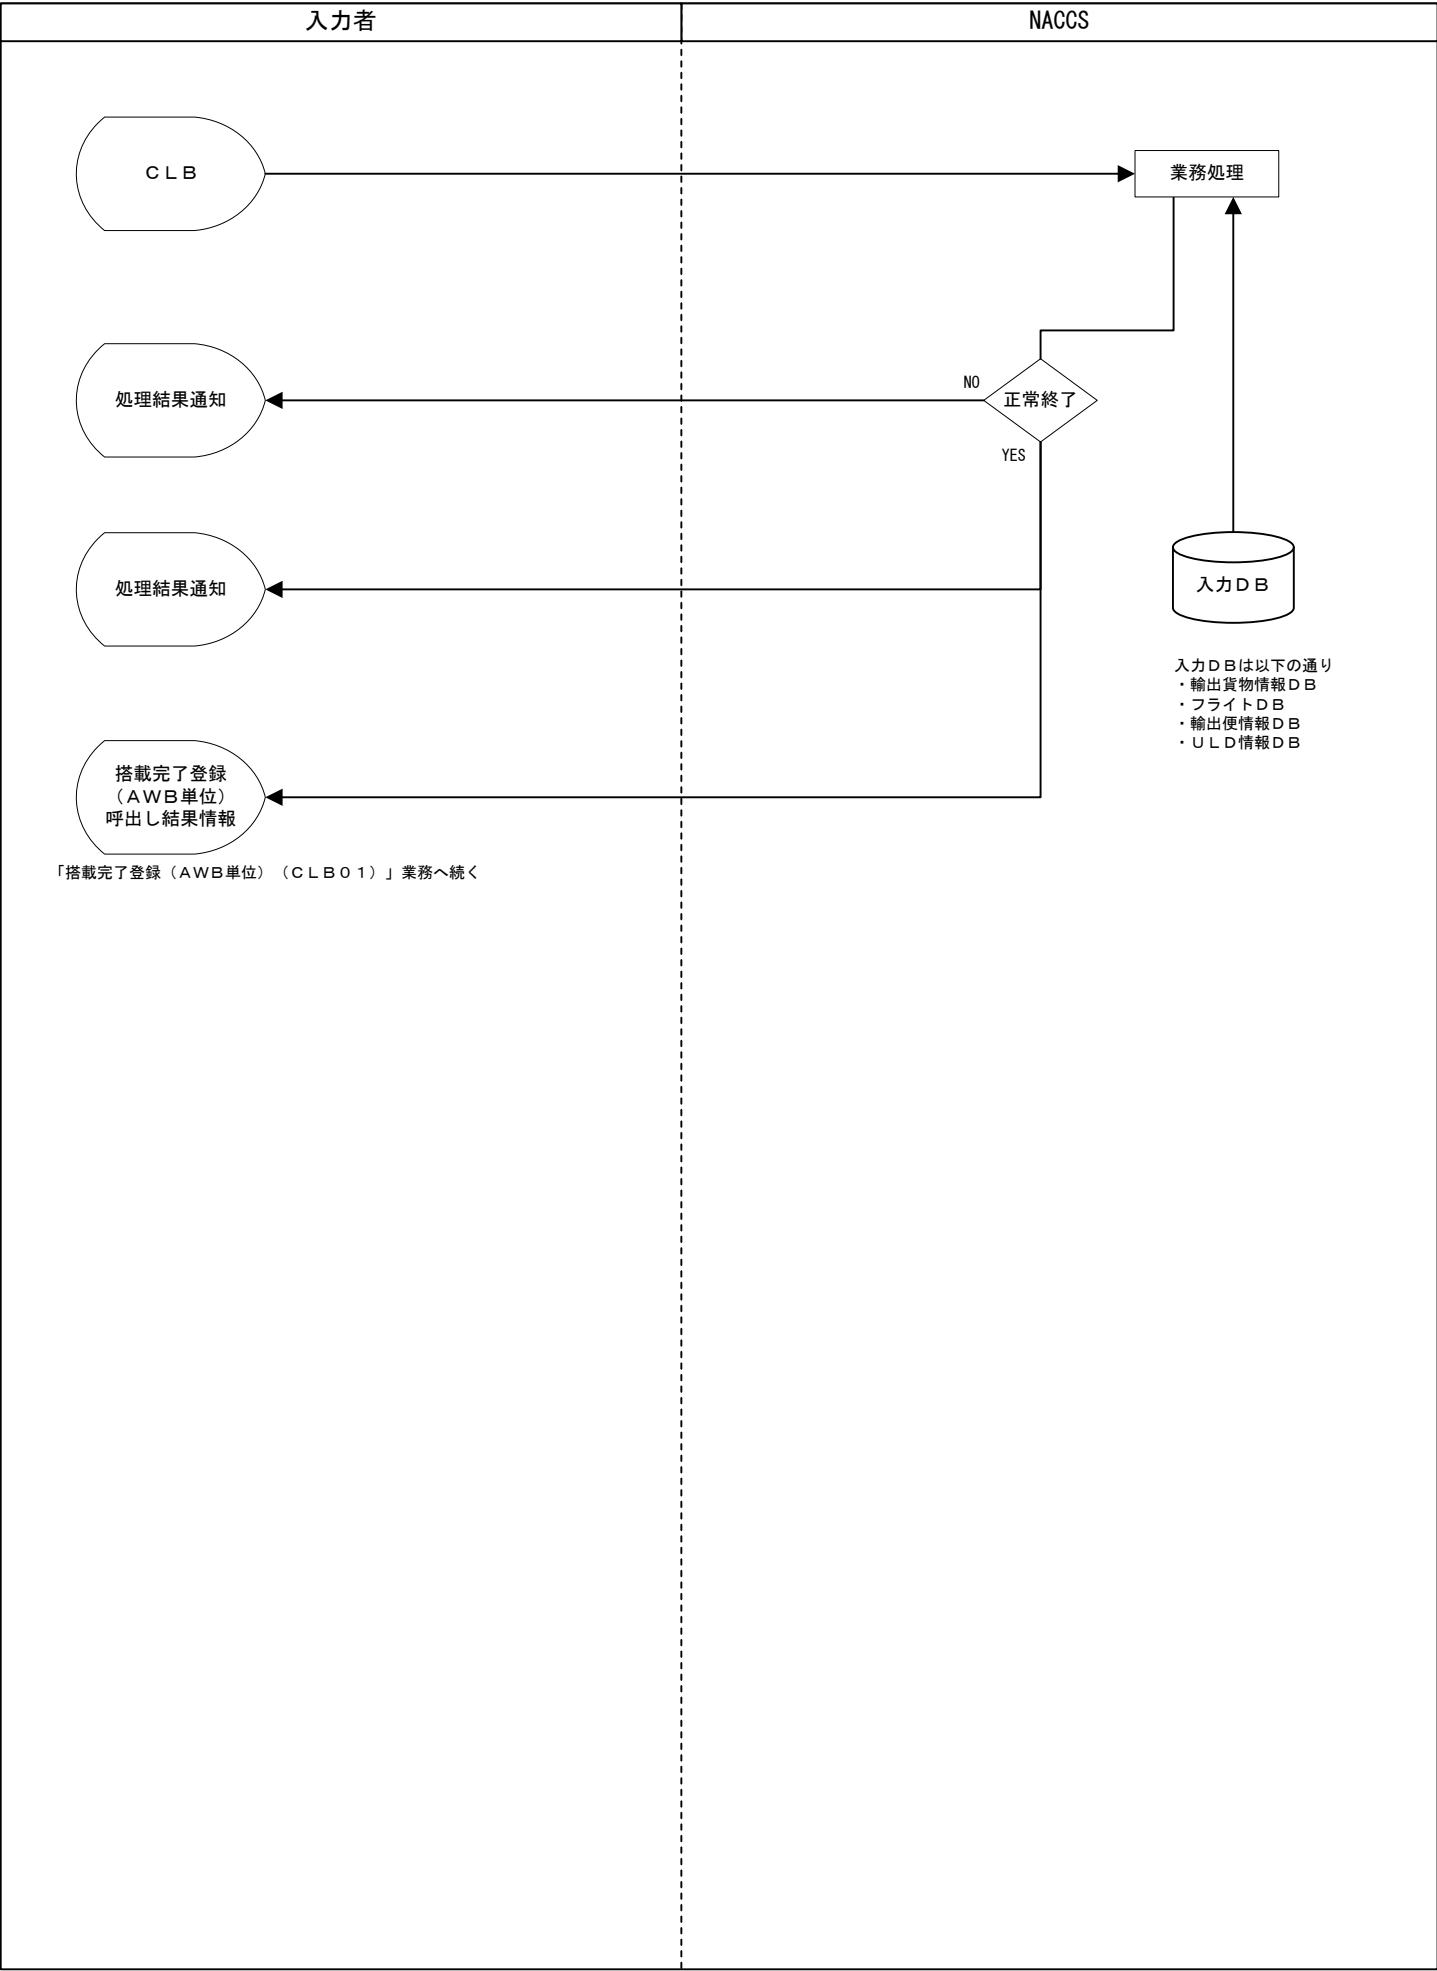 入力者
NACCS
ＣＬＢ
業務処理
処理結果通知
NO
正常終了
YES
処理結果通知
入力ＤＢ
入力ＤＢは以下の通り
・輸出貨物情報ＤＢ
・フライトＤＢ
・輸出便情報ＤＢ
・ＵＬＤ情報ＤＢ
搭載完了登録
（ＡＷＢ単位）
呼出し結果情報
「搭載完了登録（ＡＷＢ単位）（ＣＬＢ０１）」業務へ続く